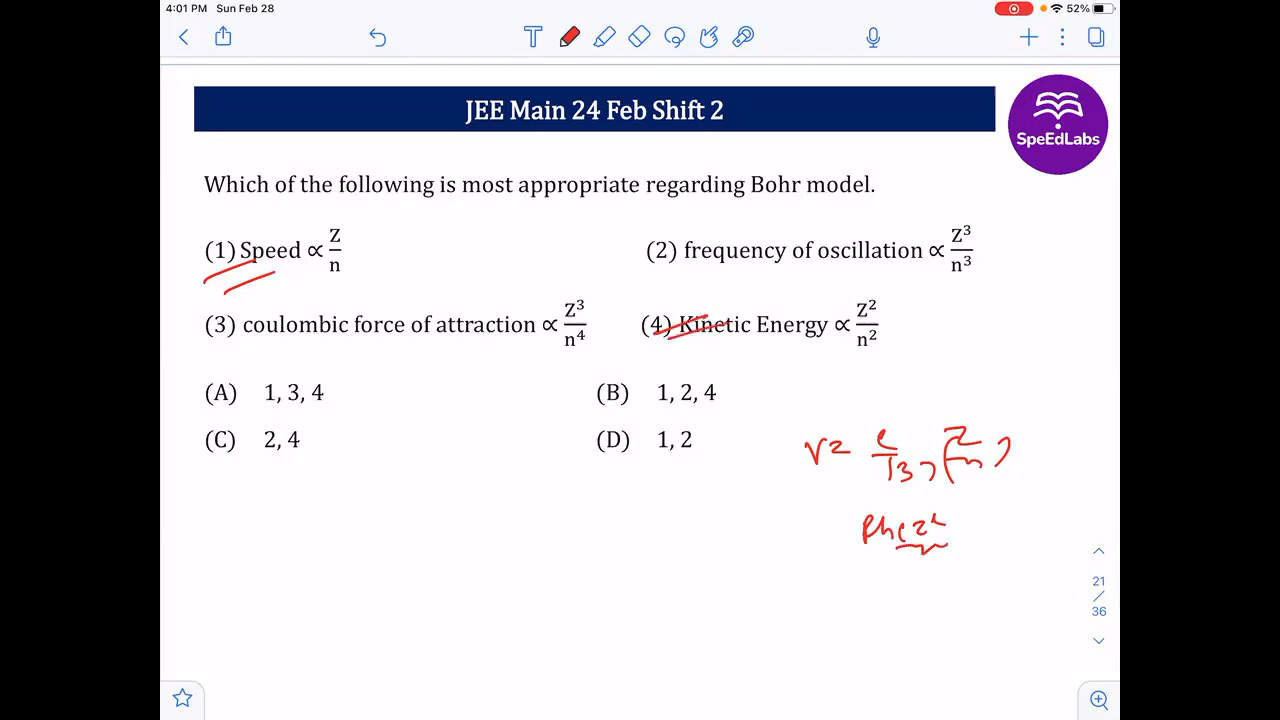 4:01 PM Sun Feb 28
52%
JEE Main 24 Feb Shift 2
SpeEdLabs
Which of the following is most appropriate regarding Bohr model.
(1) Speed ∝ Z/n
(2) frequency of oscillation ∝ Z³/n³
(3) coulombic force of attraction ∝ Z³/n⁴
(4) Kinetic Energy ∝ Z²/n²
(A) 1, 3, 4
(B) 1, 2, 4
(C) 2, 4
(D) 1, 2
21
/
36